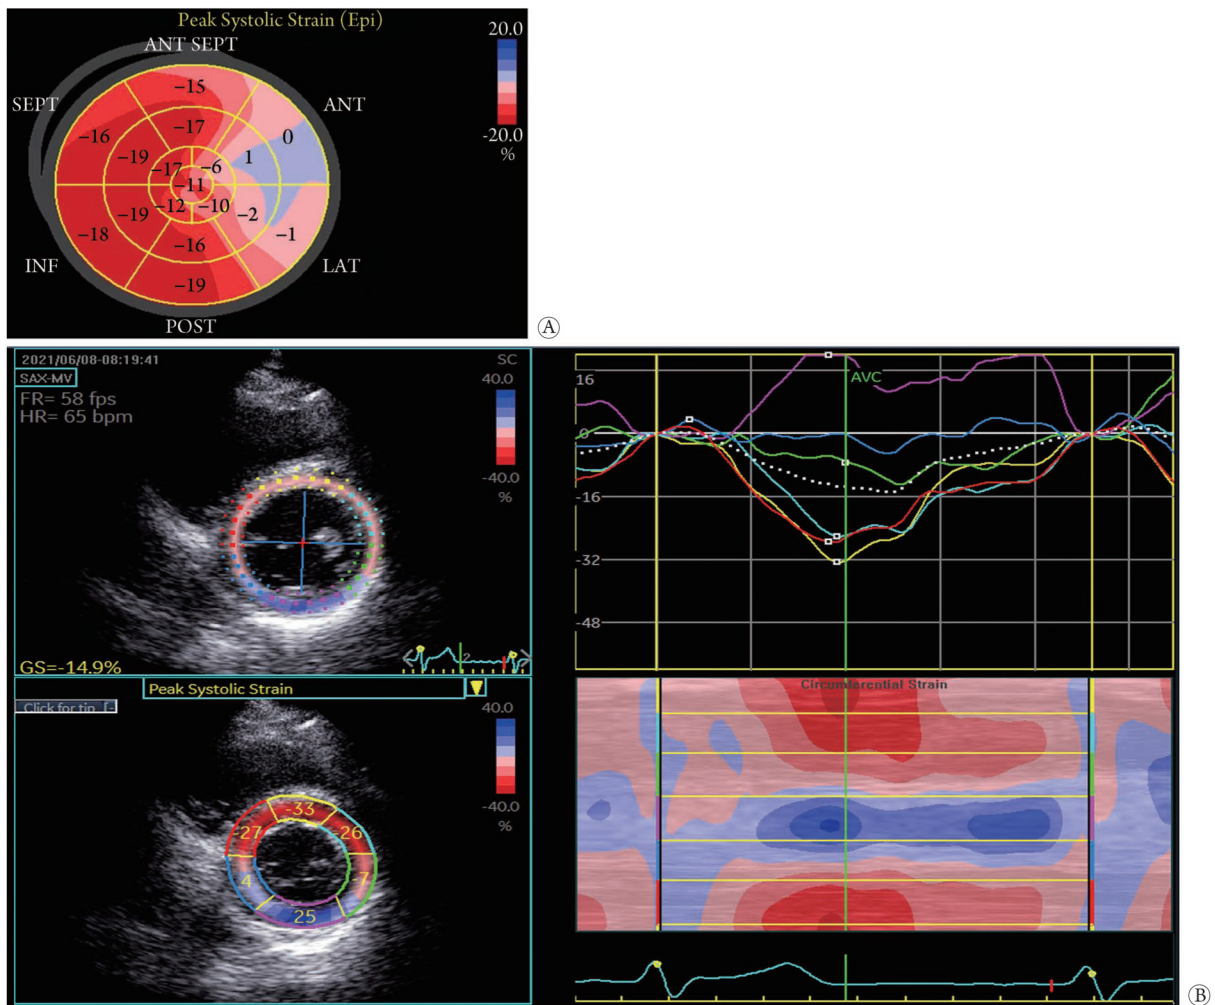 Peak Systolic Strain (Epi)
20.0
-20.0
%
ANT SEPT
SEPT
ANT
INF
LAT
POST
−15
−16
0
−17
−19
1
−17
−6
−11
−12
−10
−19
−2
−18
−1
−16
−19
Ⓐ
2021/06/08-08:19:41
SAX-MV
FR= 58 fps
HR= 65 bpm
SC
40.0
-40.0
%
GS=-14.9%
2
16
0
-16
-32
-48
AVC
Peak Systolic Strain
Click for tip [-]
40.0
-40.0
%
-33
-27
-26
4
-7
25
Circumferential Strain
Ⓑ